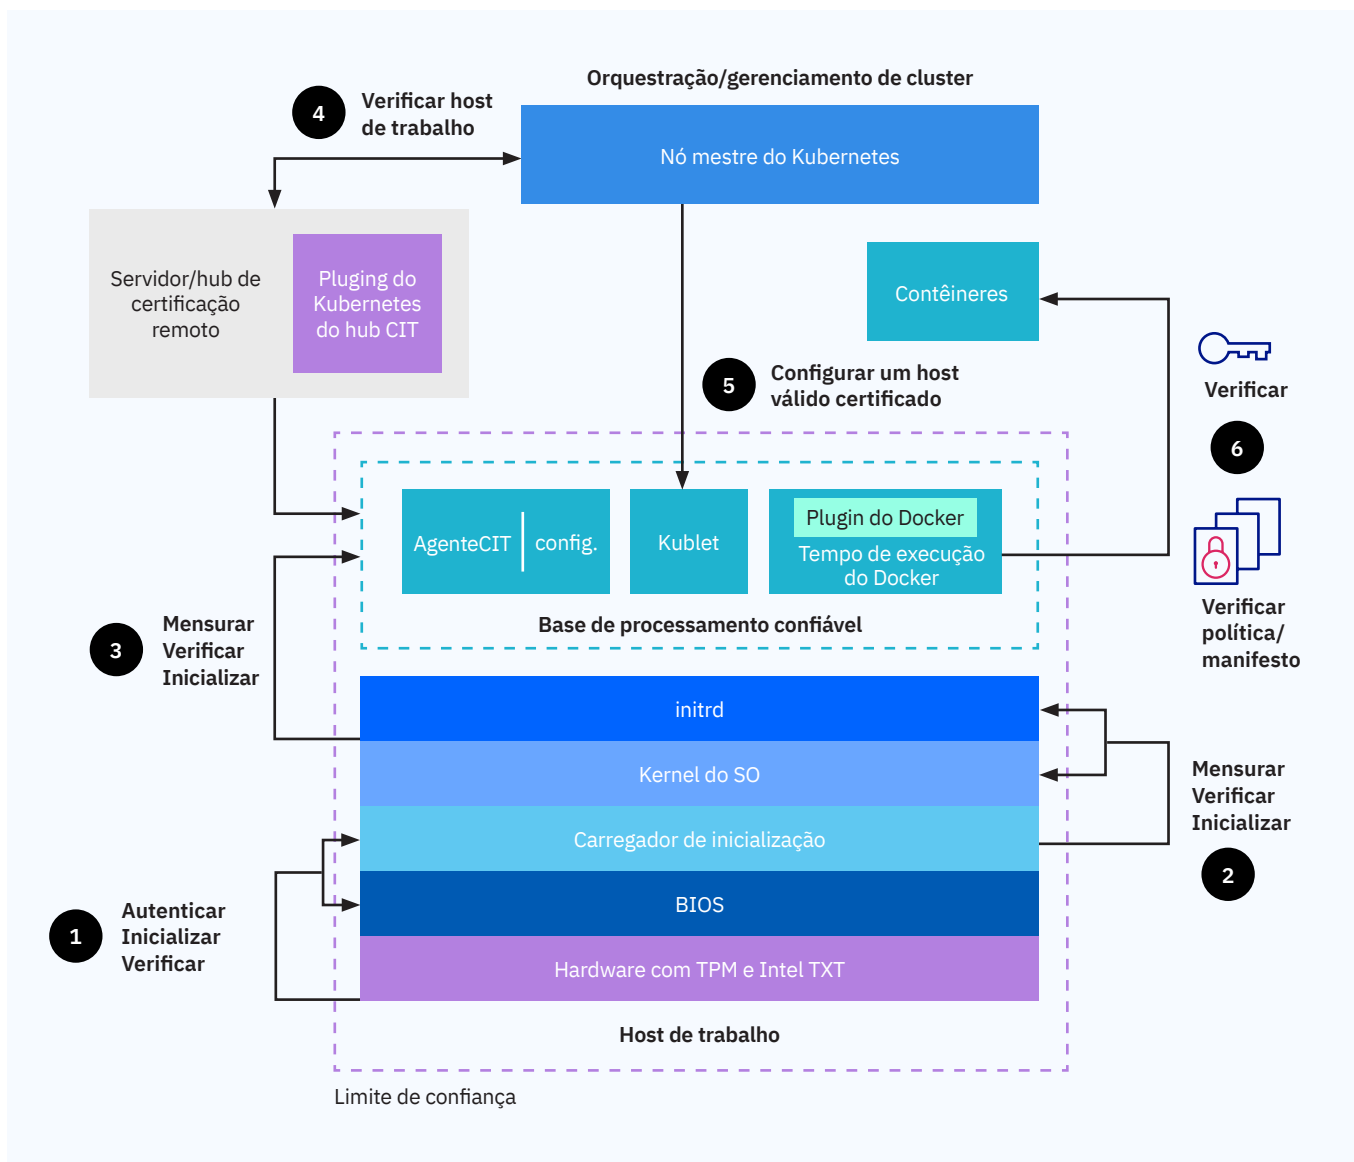 Orquestração/gerenciamento de cluster
4
Verificar host
de trabalho
Nó mestre do Kubernetes
Servidor/hub de
certificação
remoto
Pluging do
Kubernetes
do hub CIT
Contêineres
Verificar
5
Configurar um host
válido certificado
6
AgenteCIT
config.
Kublet
Plugin do Docker
Tempo de execução
do Docker
Base de processamento confiável
Verificar
política/
manifesto
3
Mensurar
Verificar
Inicializar
initrd
Kernel do SO
Carregador de inicialização
BIOS
Hardware com TPM e Intel TXT
Mensurar
Verificar
Inicializar
2
1
Autenticar
Inicializar
Verificar
Host de trabalho
Limite de confiança